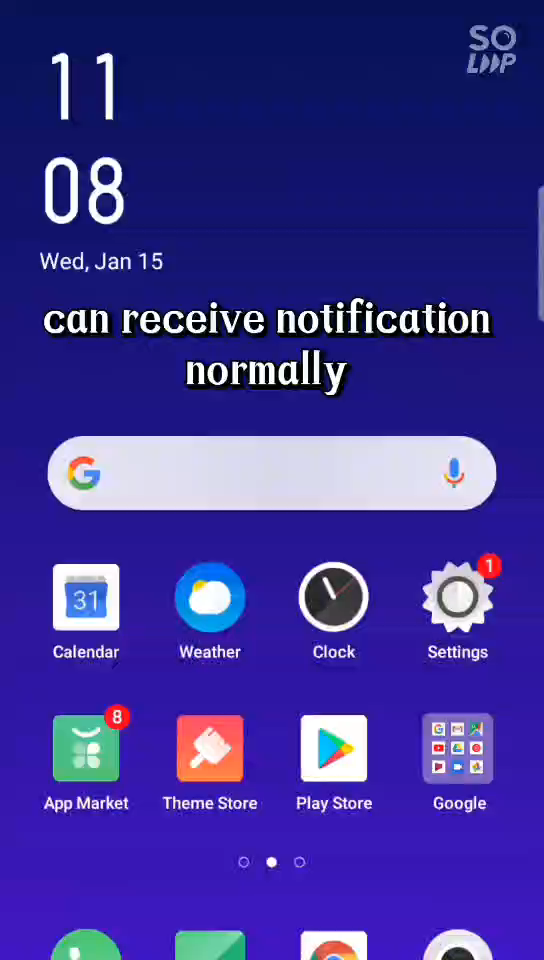 SO
LOOP
11
08
Wed, Jan 15
can receive notification
normally
G
31
1
Calendar
Weather
Clock
Settings
8
App Market
Theme Store
Play Store
Google